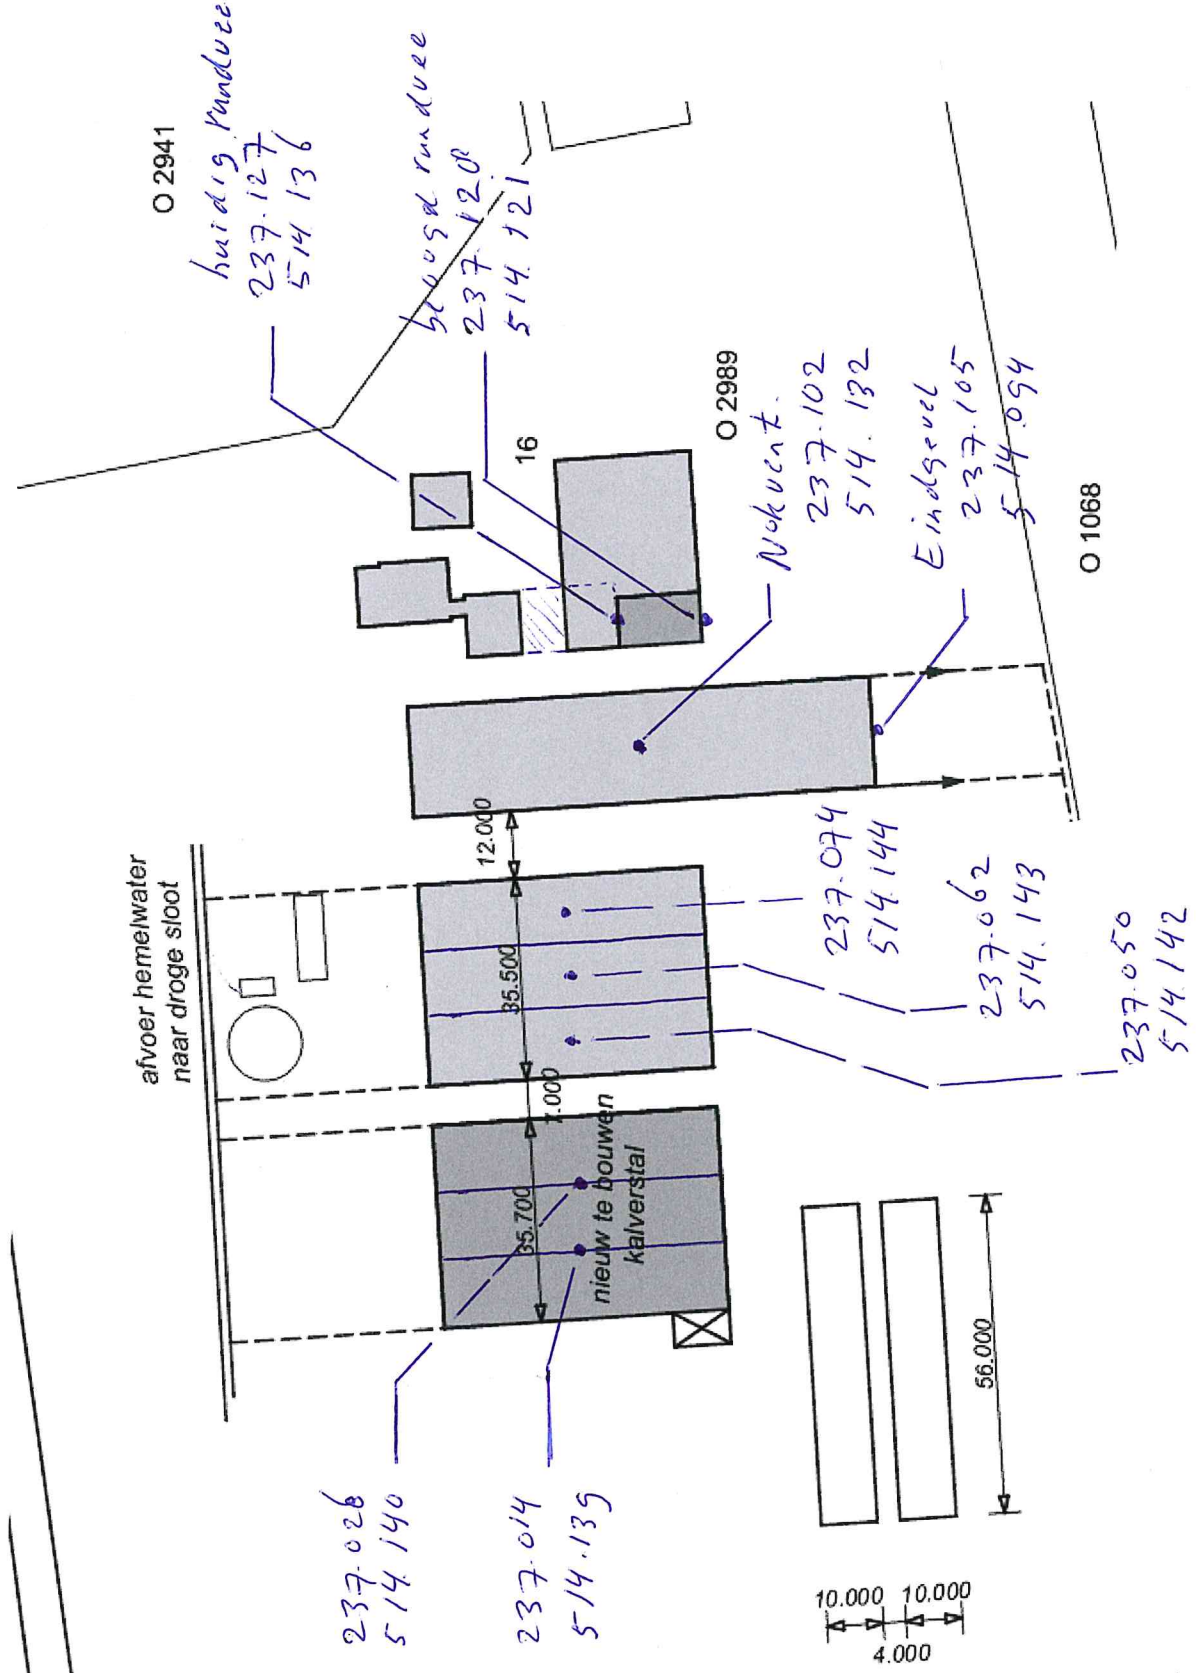 O 2941
huidig rundvee
237.127
514 136
beoogd rundvee
237.120
514.121
16
O 2989
Nokvent.
237.102
514.132
Eindgevel
237.105
514.094
O 1068
afvoer hemelwater
naar droge sloot
12.000
35.500
7.000
35.700
nieuw te bouwen
kalverstal
237.074
514.144
237.062
514.143
237.050
514.142
237.026
514.140
237.014
514.139
56.000
10.000
10.000
4.000